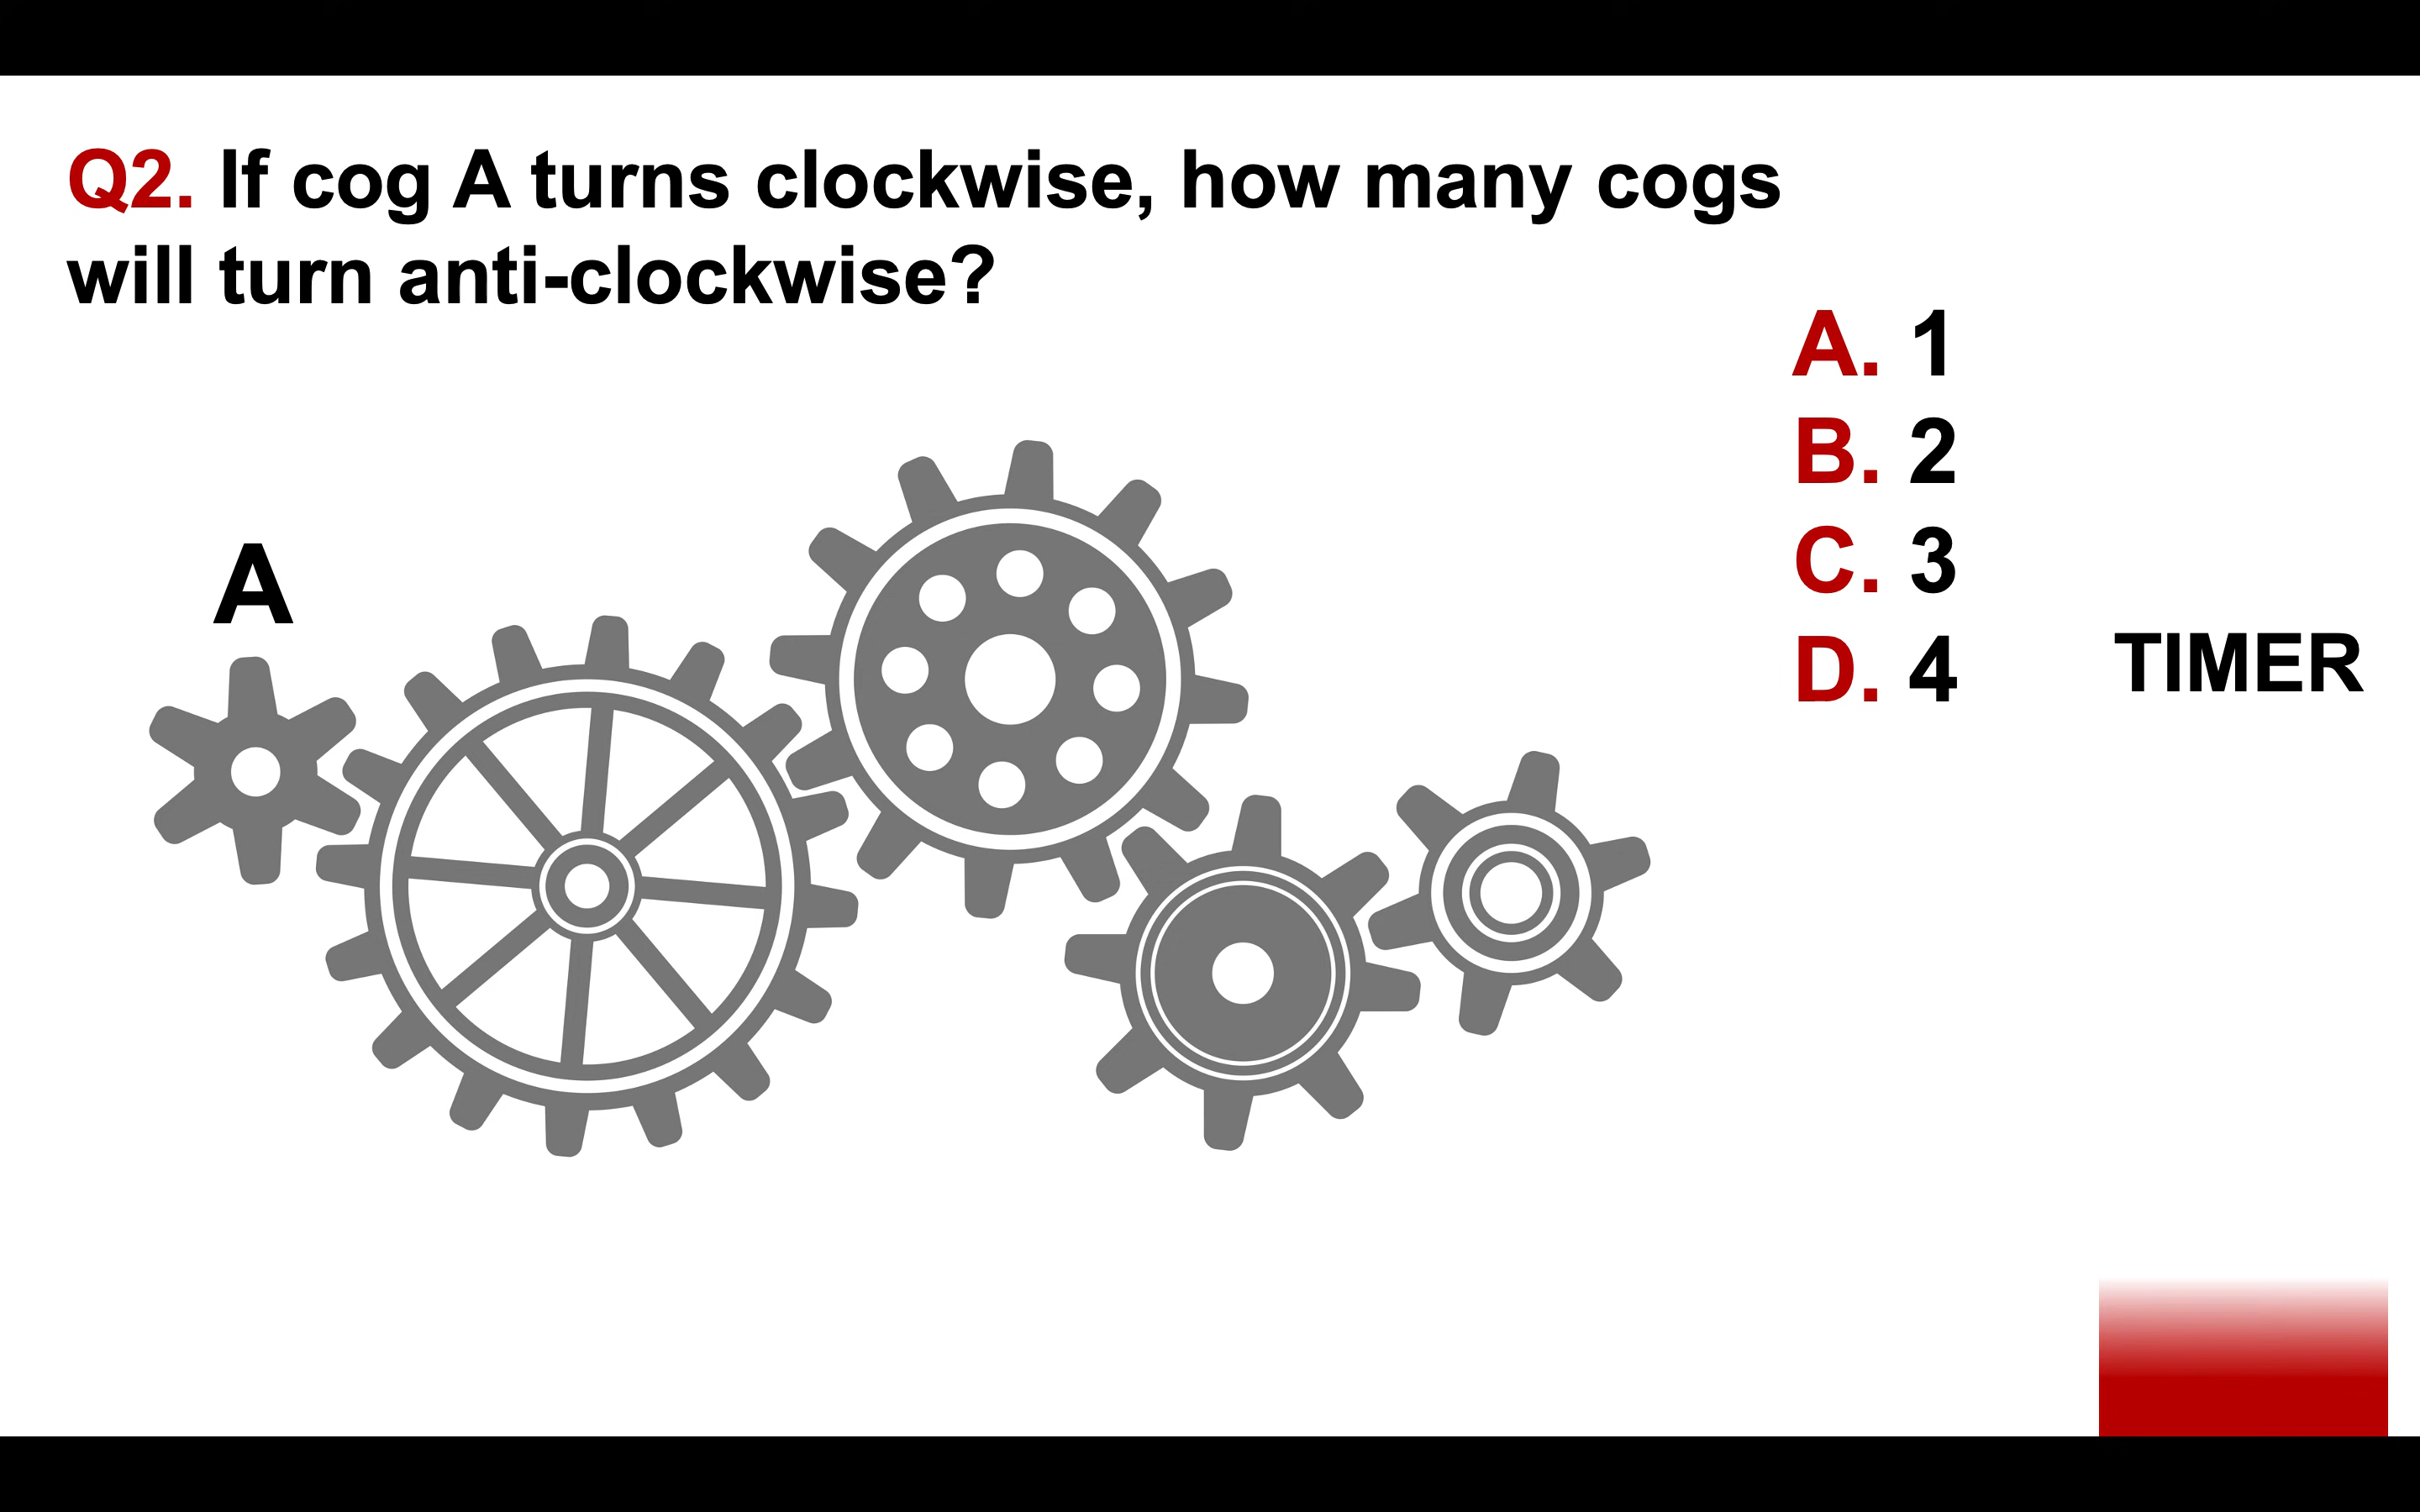 Q2. If cog A turns clockwise, how many cogs
will turn anti-clockwise?
A. 1
B. 2
C. 3
D. 4
TIMER
A